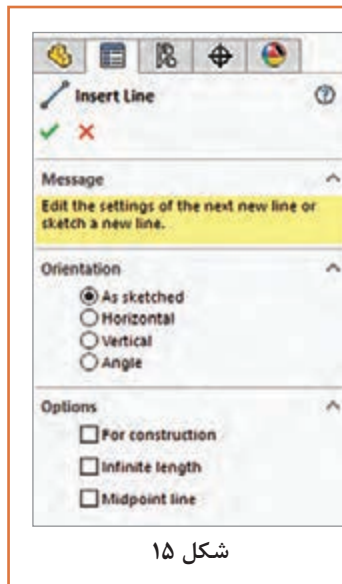 Insert Line
Message
Edit the settings of the next new line or
sketch a new line.
Orientation
As sketched
Horizontal
Vertical
Angle
Options
For construction
Infinite length
Midpoint line
شکل ۱۵